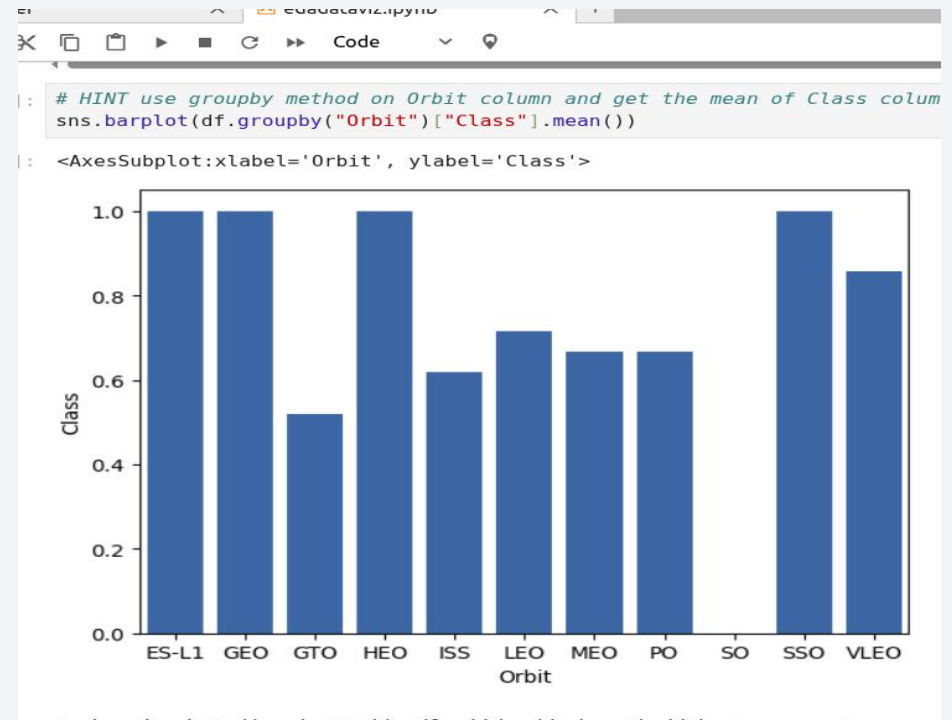 edadataviz.ipynb
Code
# HINT use groupby method on Orbit column and get the mean of Class colum
sns.barplot(df.groupby("Orbit")["Class"].mean())
<AxesSubplot:xlabel='Orbit', ylabel='Class'>
1.0
0.8
0.6
0.4
0.2
0.0
Class
ES-L1 GEO GTO HEO ISS LEO MEO PO SO SSO VLEO
Orbit